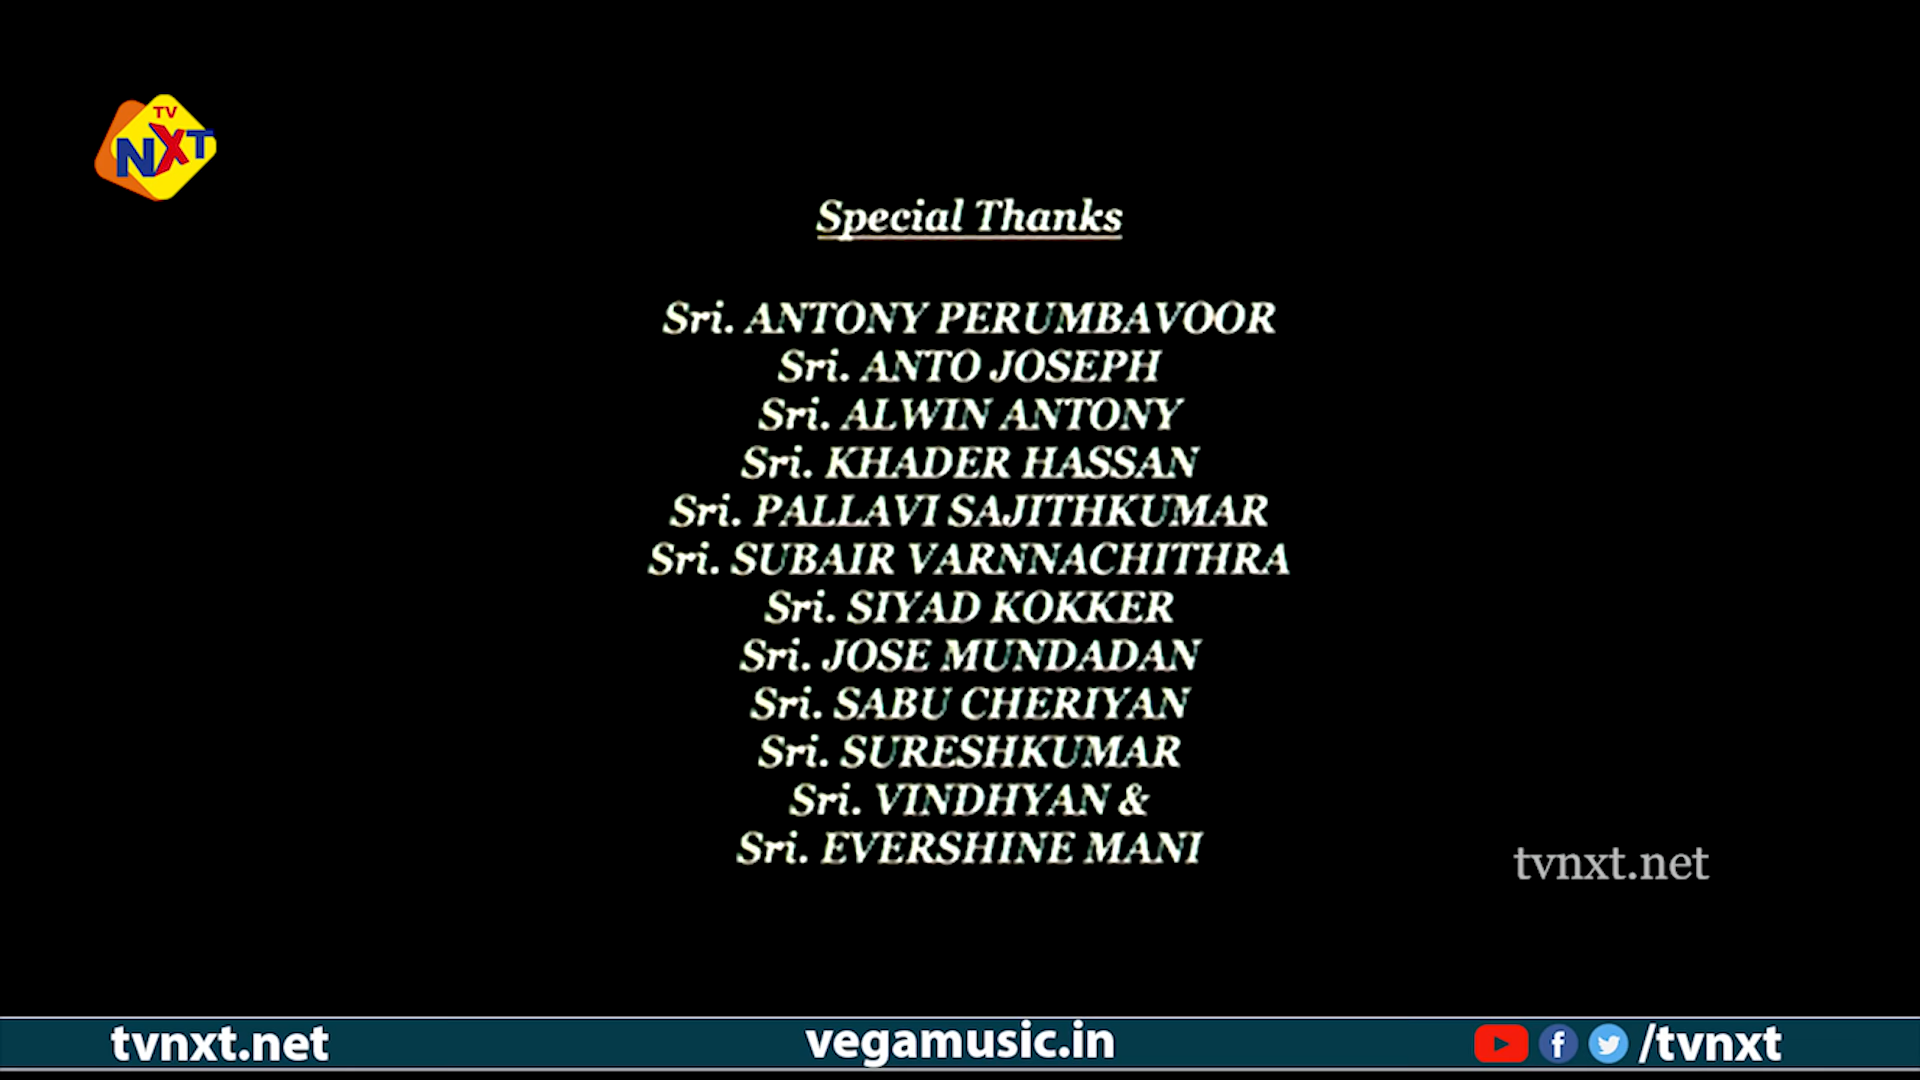 TV
NXT
Special Thanks
Sri. ANTONY PERUMBAVOOR
Sri. ANTO JOSEPH
Sri. ALWIN ANTONY
Sri. KHADER HASSAN
Sri. PALLAVI SAJITHKUMAR
Sri. SUBAIR VARNNACHITHRA
Sri. SIYAD KOKKER
Sri. JOSE MUNDADAN
Sri. SABU CHERIYAN
Sri. SURESHKUMAR
Sri. VINDHYAN &
Sri. EVERSHINE MANI
tvnxt.net
tvnxt.net
vegamusic.in
/tvnxt